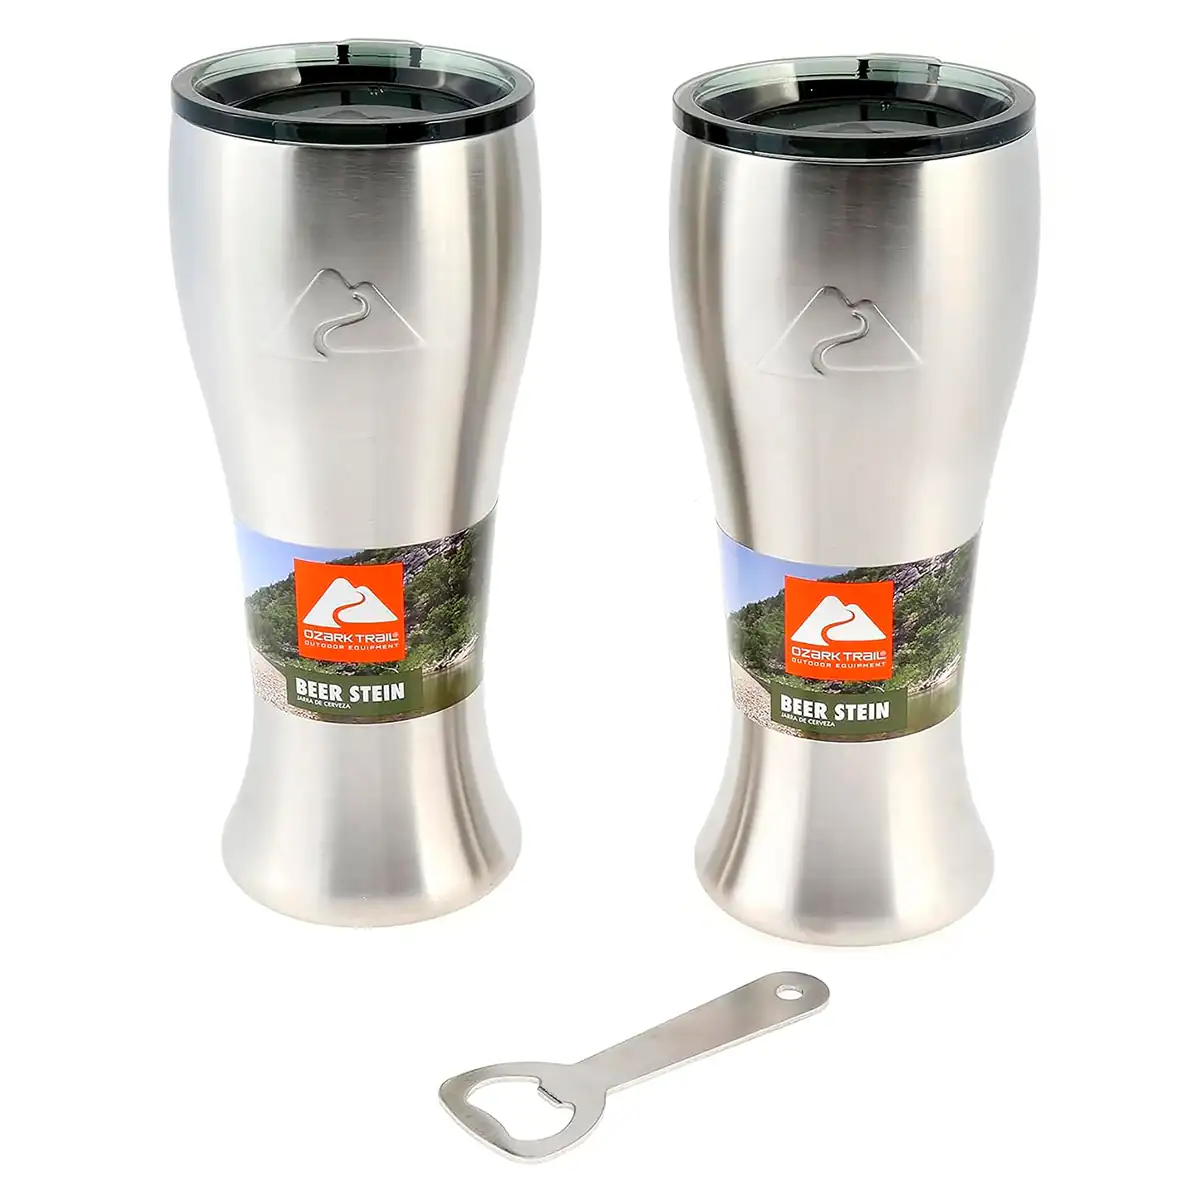 OZARK TRAIL®
OUTDOOR EQUIPMENT
BEER STEIN
JARRA DE CERVEZA
OZARK TRAIL®
OUTDOOR EQUIPMENT
BEER STEIN
JARRA DE CERVEZA